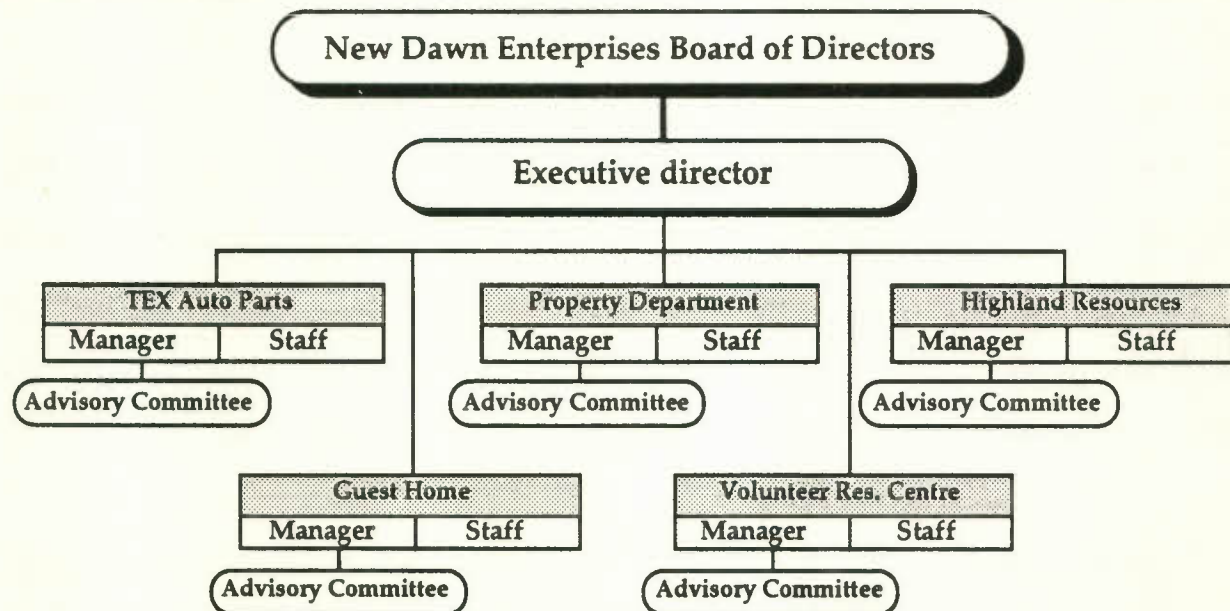 New Dawn Enterprises Board of Directors
Executive director
TEX Auto Parts
Manager Staff
Advisory Committee
Property Department
Manager Staff
Advisory Committee
Highland Resources
Manager Staff
Advisory Committee
Guest Home
Manager Staff
Advisory Committee
Volunteer Res. Centre
Manager Staff
Advisory Committee